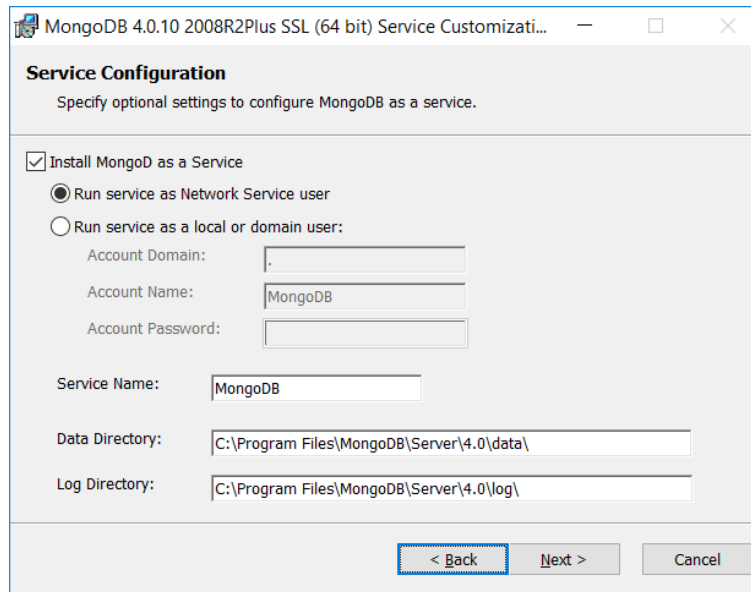 MongoDB 4.0.10 2008R2Plus SSL (64 bit) Service Customizati...
Service Configuration
Specify optional settings to configure MongoDB as a service.
Install MongoD as a Service
Run service as Network Service user
Run service as a local or domain user:
Account Domain: .
Account Name: MongoDB
Account Password:
Service Name: MongoDB
Data Directory: C:\Program Files\MongoDB\Server\4.0\data\
Log Directory: C:\Program Files\MongoDB\Server\4.0\log\
< Back Next > Cancel